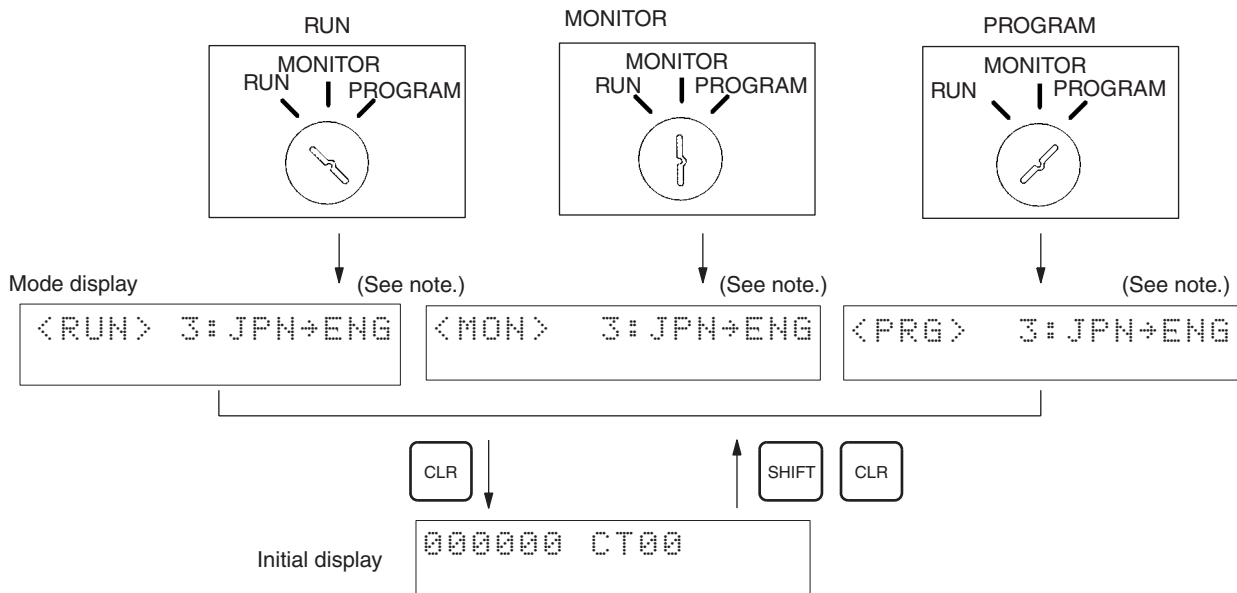 RUN
MONITOR
PROGRAM
MONITOR
RUN
PROGRAM
MONITOR
RUN
PROGRAM
MONITOR
RUN
PROGRAM
Mode display
(See note.)
(See note.)
(See note.)
<RUN> 3:JPN→ENG
<MON> 3:JPN→ENG
<PRG> 3:JPN→ENG
CLR
SHIFT
CLR
Initial display
000000 CT00